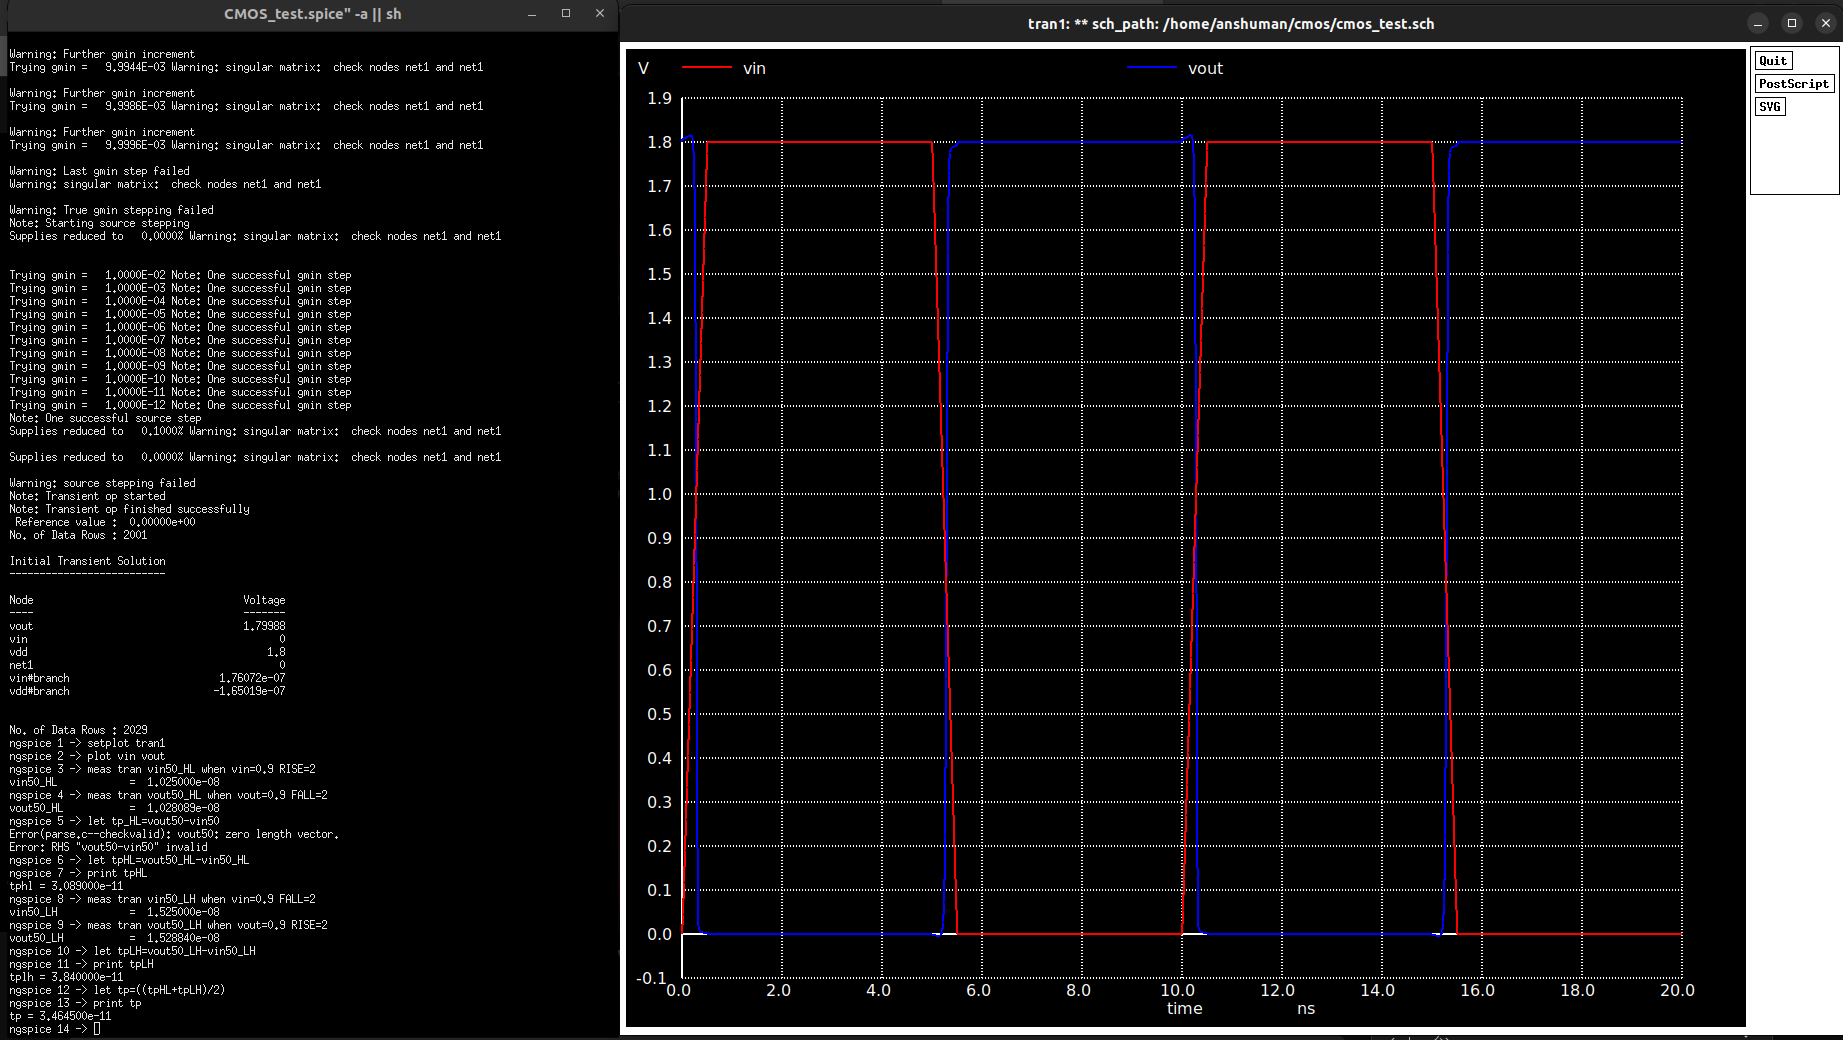 CMOS_test.spice" -a || sh
Warning: Further gmin increment
Trying gmin =   9.9944E-03 Warning: singular matrix:  check nodes net1 and net1
Warning: Further gmin increment
Trying gmin =   9.9986E-03 Warning: singular matrix:  check nodes net1 and net1
Warning: Further gmin increment
Trying gmin =   9.9996E-03 Warning: singular matrix:  check nodes net1 and net1
Warning: Last gmin step failed
Warning: singular matrix:  check nodes net1 and net1
Warning: True gmin stepping failed
Note: Starting source stepping
Supplies reduced to   0.0000% Warning: singular matrix:  check nodes net1 and net1
Trying gmin =   1.0000E-02 Note: One successful gmin step
Trying gmin =   1.0000E-03 Note: One successful gmin step
Trying gmin =   1.0000E-04 Note: One successful gmin step
Trying gmin =   1.0000E-05 Note: One successful gmin step
Trying gmin =   1.0000E-06 Note: One successful gmin step
Trying gmin =   1.0000E-07 Note: One successful gmin step
Trying gmin =   1.0000E-08 Note: One successful gmin step
Trying gmin =   1.0000E-09 Note: One successful gmin step
Trying gmin =   1.0000E-10 Note: One successful gmin step
Trying gmin =   1.0000E-11 Note: One successful gmin step
Trying gmin =   1.0000E-12 Note: One successful gmin step
Note: One successful source step
Supplies reduced to   0.1000% Warning: singular matrix:  check nodes net1 and net1
Supplies reduced to   0.0000% Warning: singular matrix:  check nodes net1 and net1
Warning: source stepping failed
Note: Transient op started
Note: Transient op finished successfully
Reference value :  0.00000e+00
No. of Data Rows : 2001
Initial Transient Solution
--------------------------
Node                                   Voltage
----                                   -------
vout                                   1.79988
vin                                          0
vdd                                        1.8
net1                                         0
vin#branch                         1.76072e-07
vdd#branch                        -1.65019e-07
No. of Data Rows : 2029
ngspice 1 -> setplot tran1
ngspice 2 -> plot vin vout
ngspice 3 -> meas tran vin50_HL when vin=0.9 RISE=2
vin50_HL            =  1.025000e-08
ngspice 4 -> meas tran vout50_HL when vout=0.9 FALL=2
vout50_HL           =  1.028089e-08
ngspice 5 -> let tp_HL=vout50-vin50
Error(parse.c--checkvalid): vout50: zero length vector.
Error: RHS "vout50-vin50" invalid
ngspice 6 -> let tpHL=vout50_HL-vin50_HL
ngspice 7 -> print tpHL
tphl = 3.089000e-11
ngspice 8 -> meas tran vin50_LH when vin=0.9 FALL=2
vin50_LH            =  1.525000e-08
ngspice 9 -> meas tran vout50_LH when vout=0.9 RISE=2
vout50_LH           =  1.528840e-08
ngspice 10 -> let tpLH=vout50_LH-vin50_LH
ngspice 11 -> print tpLH
tplh = 3.840000e-11
ngspice 12 -> let tp=((tpHL+tpLH)/2)
ngspice 13 -> print tp
tp = 3.464500e-11
ngspice 14 ->
tran1: ** sch_path: /home/anshuman/cmos/cmos_test.sch
V vin vout
1.9
1.8
1.7
1.6
1.5
1.4
1.3
1.2
1.1
1.0
0.9
0.8
0.7
0.6
0.5
0.4
0.3
0.2
0.1
0.0
-0.1
0.0 2.0 4.0 6.0 8.0 10.0 12.0 14.0 16.0 18.0 20.0
time ns
Quit
PostScript
SVG